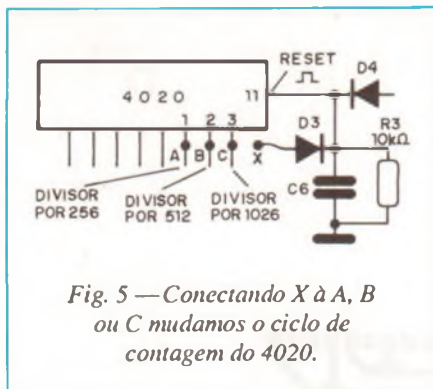 RESET
D4
4020
11
1 2 3
D3
R3
10kΩ
A B C X
C6
DIVISOR
POR 256
DIVISOR
POR 512
DIVISOR
POR 1026
Fig. 5 — Conectando X à A, B
ou C mudamos o ciclo de
contagem do 4020.